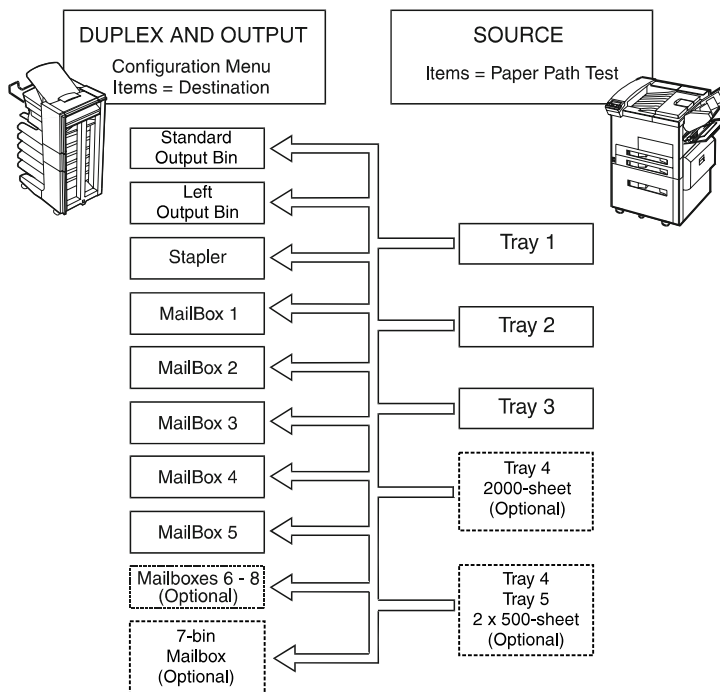 DUPLEX AND OUTPUT
Configuration Menu
Items = Destination
SOURCE
Items = Paper Path Test
Standard
Output Bin
Left
Output Bin
Stapler
MailBox 1
MailBox 2
MailBox 3
MailBox 4
MailBox 5
Mailboxes 6 - 8
(Optional)
7-bin
Mailbox
(Optional)
Tray 1
Tray 2
Tray 3
Tray 4
2000-sheet
(Optional)
Tray 4
Tray 5
2 x 500-sheet
(Optional)